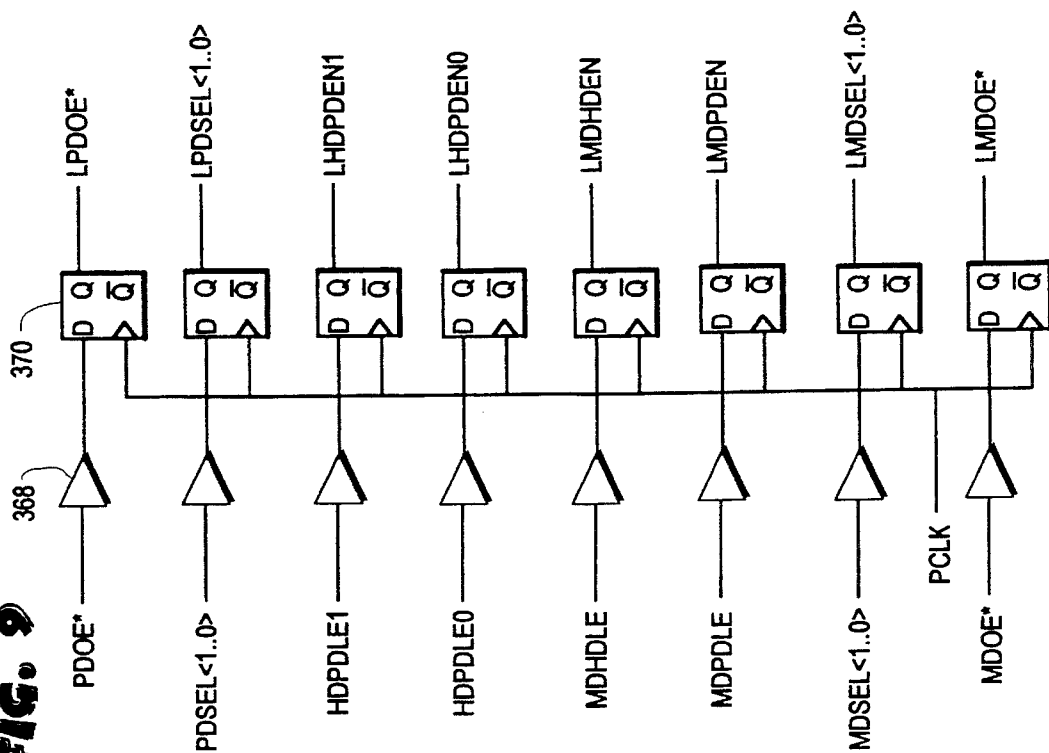 FIG. 9
368
370
PDOE*
D Q
Q
LPDOE*
PDSEL<1..0>
D Q
Q
LPDSEL<1..0>
HDPDLE1
D Q
Q
LHDPDEN1
HDPDLE0
D Q
Q
LHDPDEN0
MDHDLE
D Q
Q
LMDHDEN
MDPDLE
D Q
Q
LMDPDEN
MDSEL<1..0>
D Q
Q
LMDSEL<1..0>
PCLK
MDOE*
D Q
Q
LMDOE*